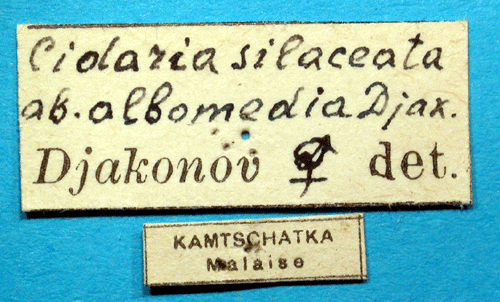 Cidaria silaceata
ab. albomedia Djak.
Djakonov ♀ det.
KAMTSCHATKA
Malaise